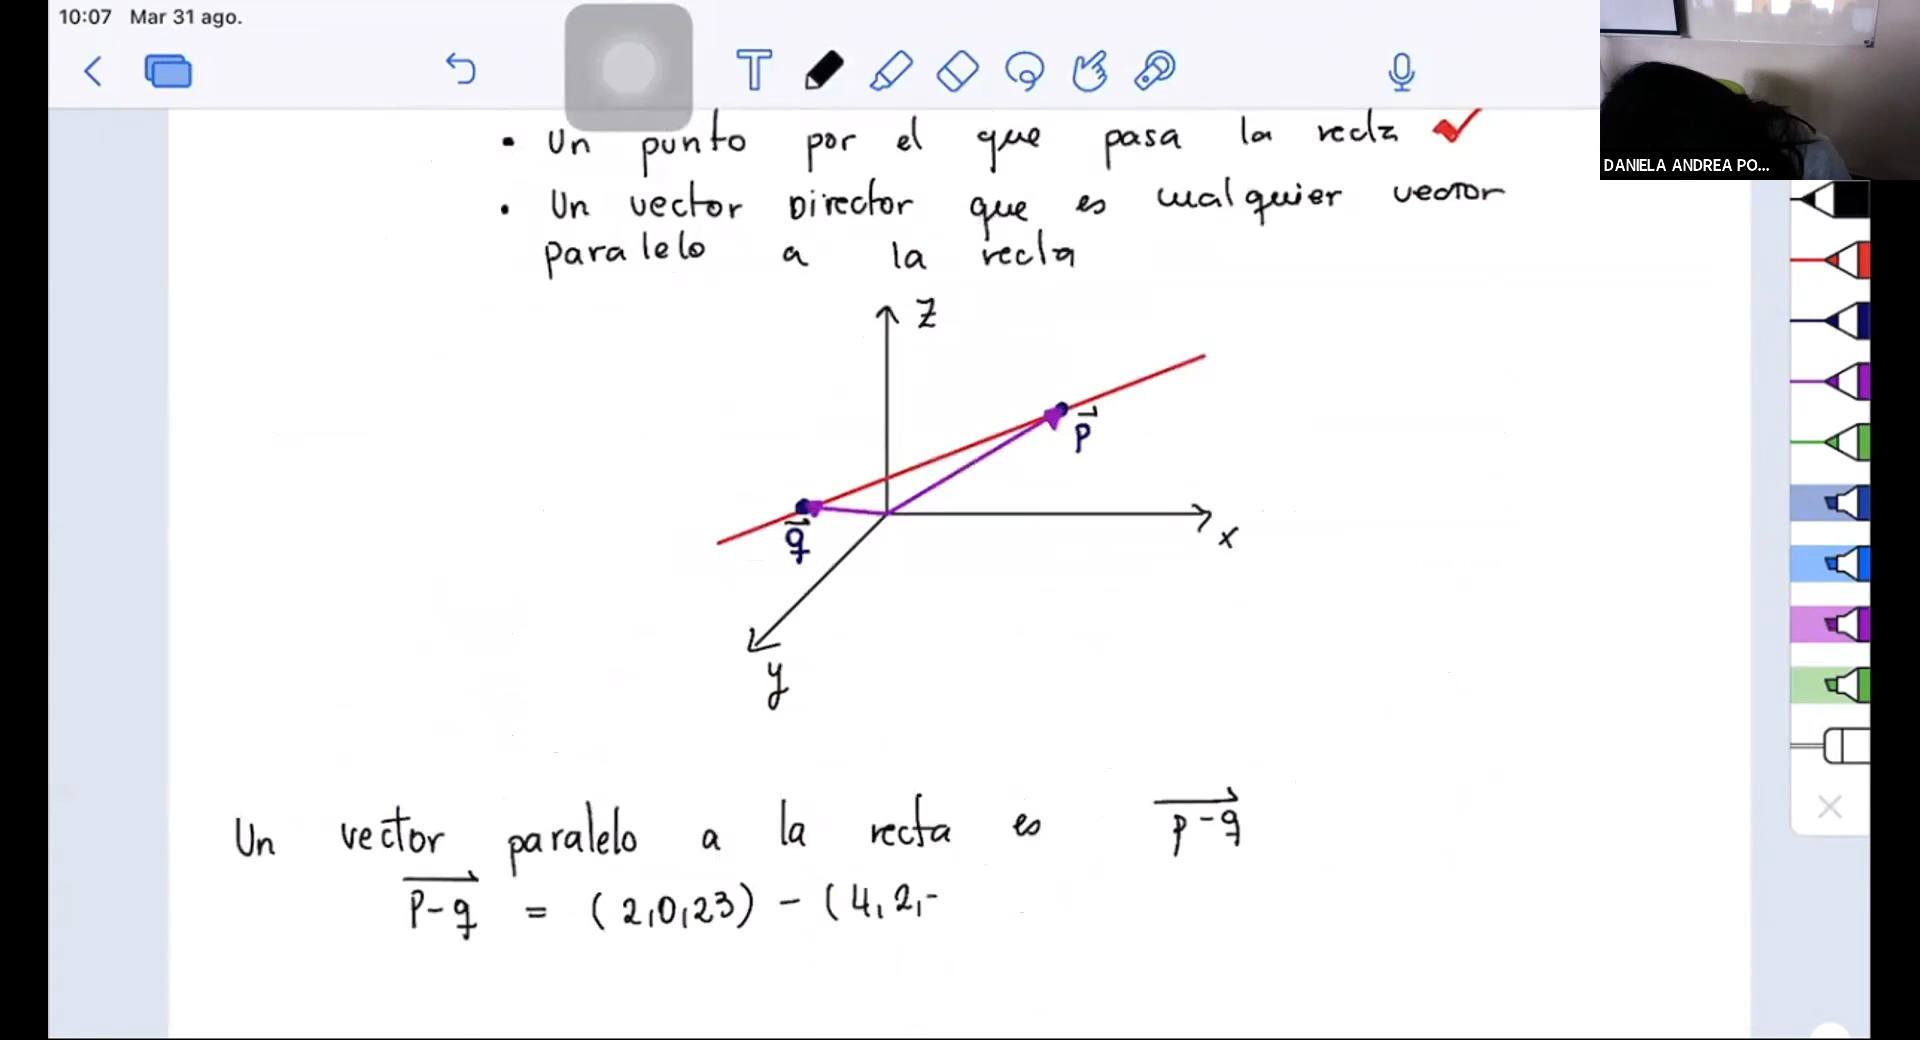 10:07 Mar 31 ago.
DANIELA ANDREA PO...
• Un punto por el que pasa la recta ✓
• Un vector Director que es cualquier vector
paralelo a la recta
z
p
q
x
y
Un vector paralelo a la recta es p-q
p-q = (2,0,23) - (4,2,-